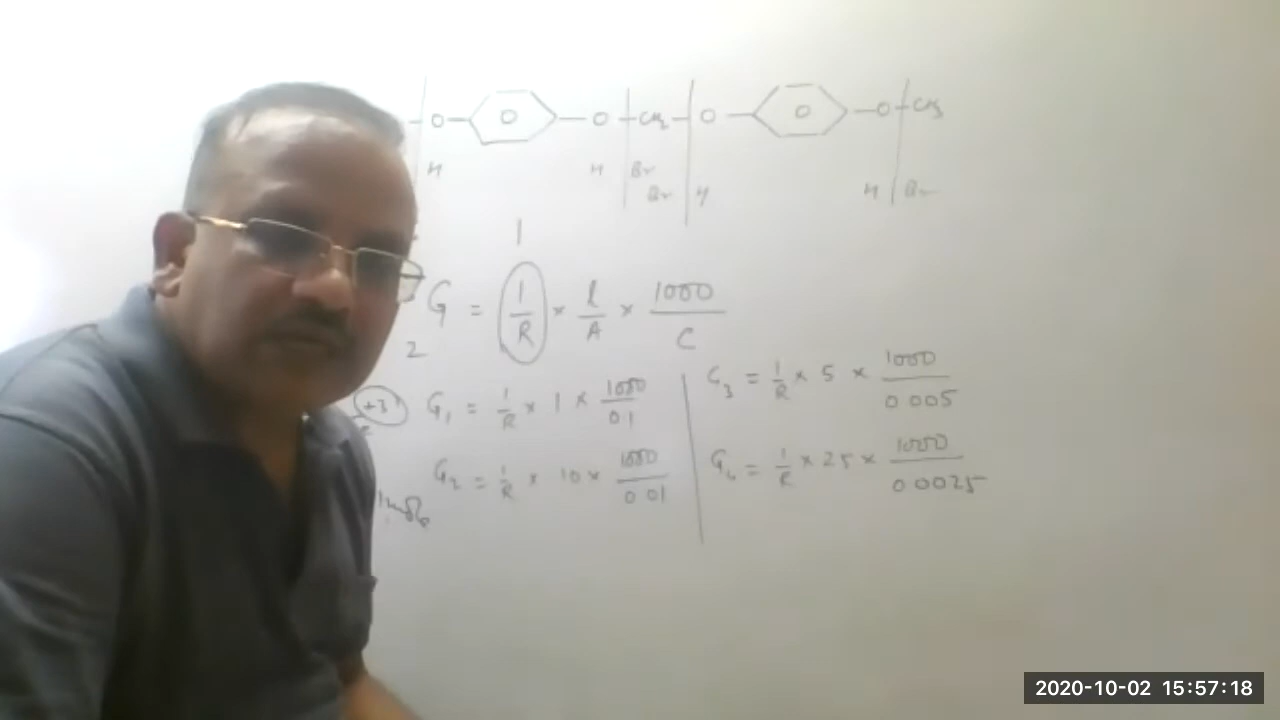 O O CH₂ O O CH₃
H H Br
Br H H Br
1
G = 1/R × l/A × 1000/C
2
+3
G₁ = 1/R × 1 × 1000/01
G₂ = 1/R × 10 × 1000/0 01
G₃ = 1/R × 5 × 1000/0 005
G₄ = 1/R × 25 × 1000/0 0025
2020-10-02 15:57:18